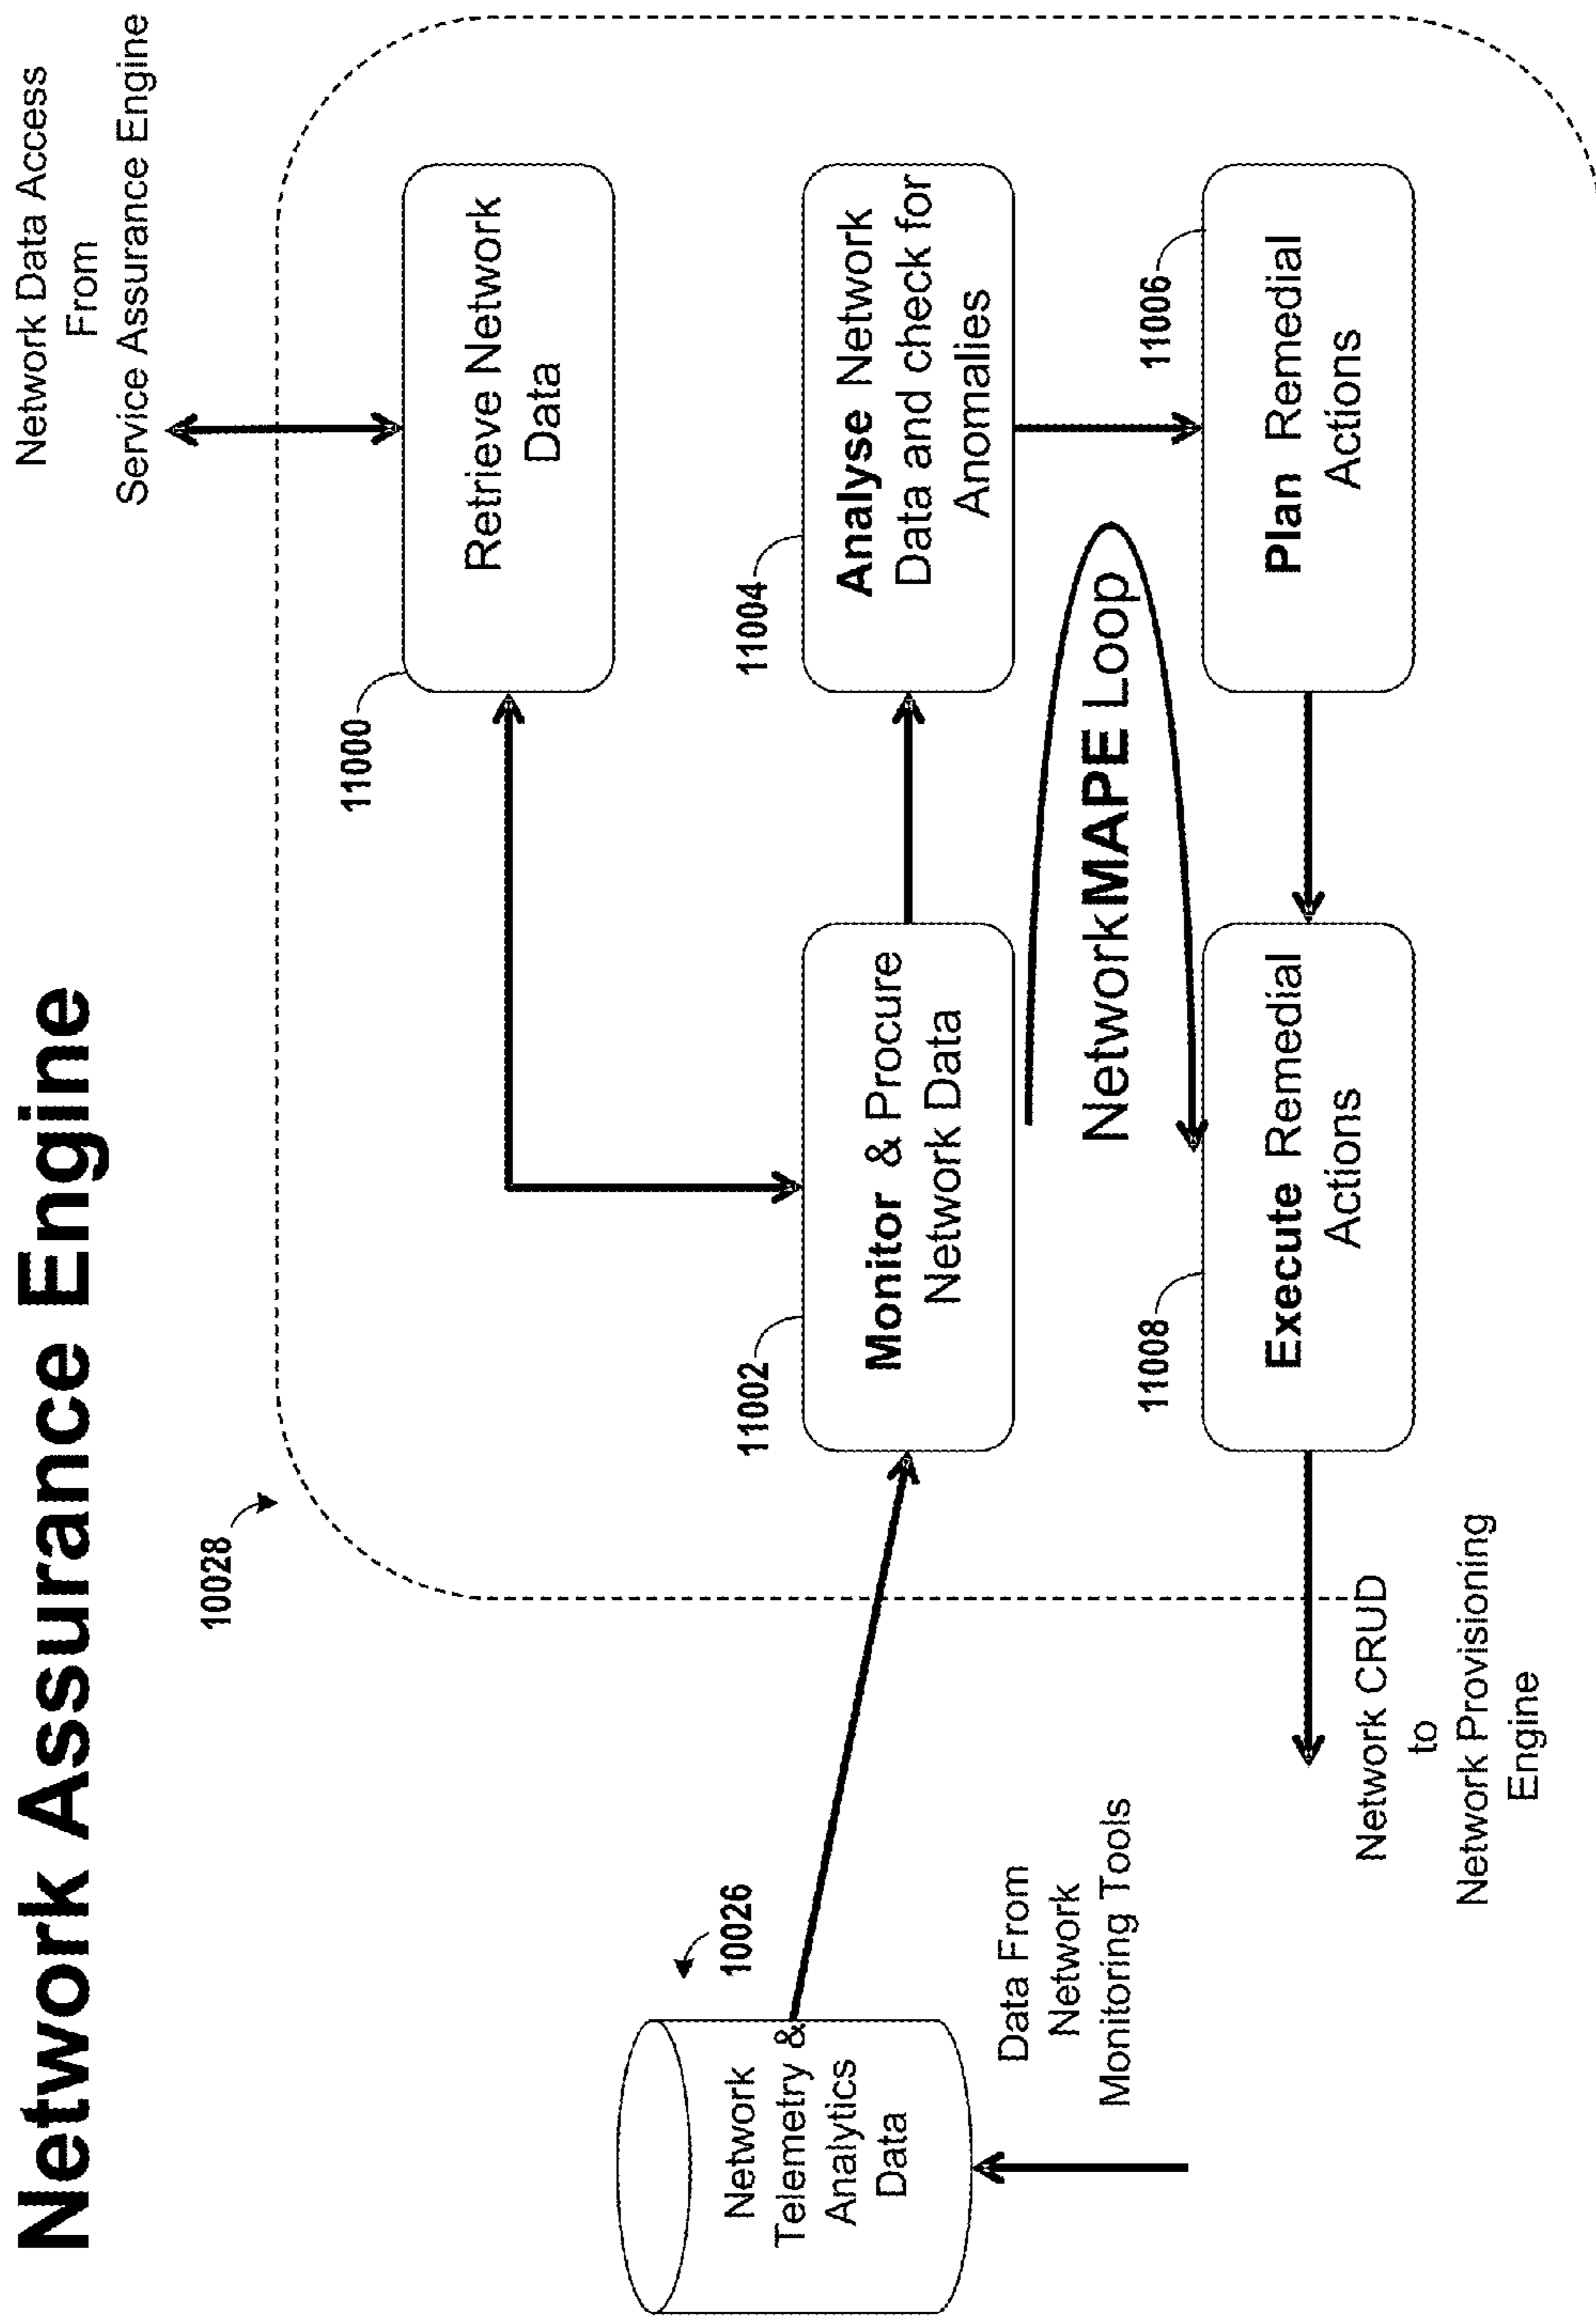 Network Assurance Engine
Network Data Access
From
Service Assurance Engine
10028
11000
Retrieve Network
Data
10026
Network
Telemetry &
Analytics
Data
Data From
Network
Monitoring Tools
11002
Monitor & Procure
Network Data
11004
Analyse Network
Data and check for
Anomalies
NetworkMAPE Loop
11008
Execute Remedial
Actions
11006
Plan Remedial
Actions
Network CRUD
to
Network Provisioning
Engine